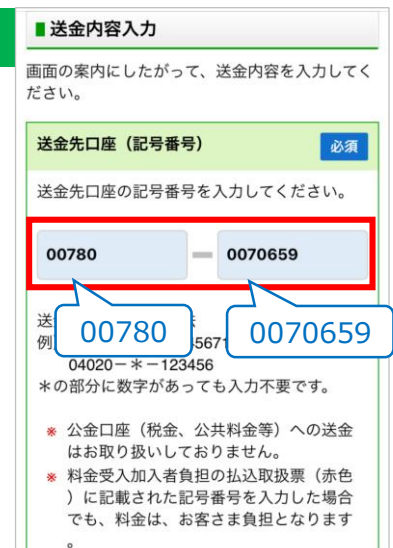 ■送金内容入力
画面の案内にしたがって、送金内容を入力してく
ださい。
送金先口座（記号番号）
必須
送金先口座の記号番号を入力してください。
00780 － 0070659
00780
0070659
送
例
04020－＊－123456
＊の部分に数字があっても入力不要です。
※ 公金口座（税金、公共料金等）への送金
はお取り扱いしておりません。
※ 料金受入加入者負担の払込取扱票（赤色
）に記載された記号番号を入力した場合
でも、料金は、お客さま負担となります
。